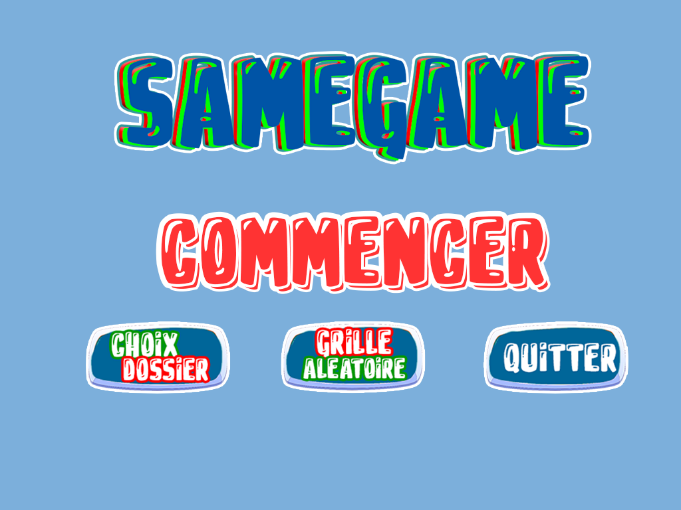 SAMEGAME
COMMENCER
CHOIX
DOSSIER
GRILLE
ALEATOIRE
QUITTER